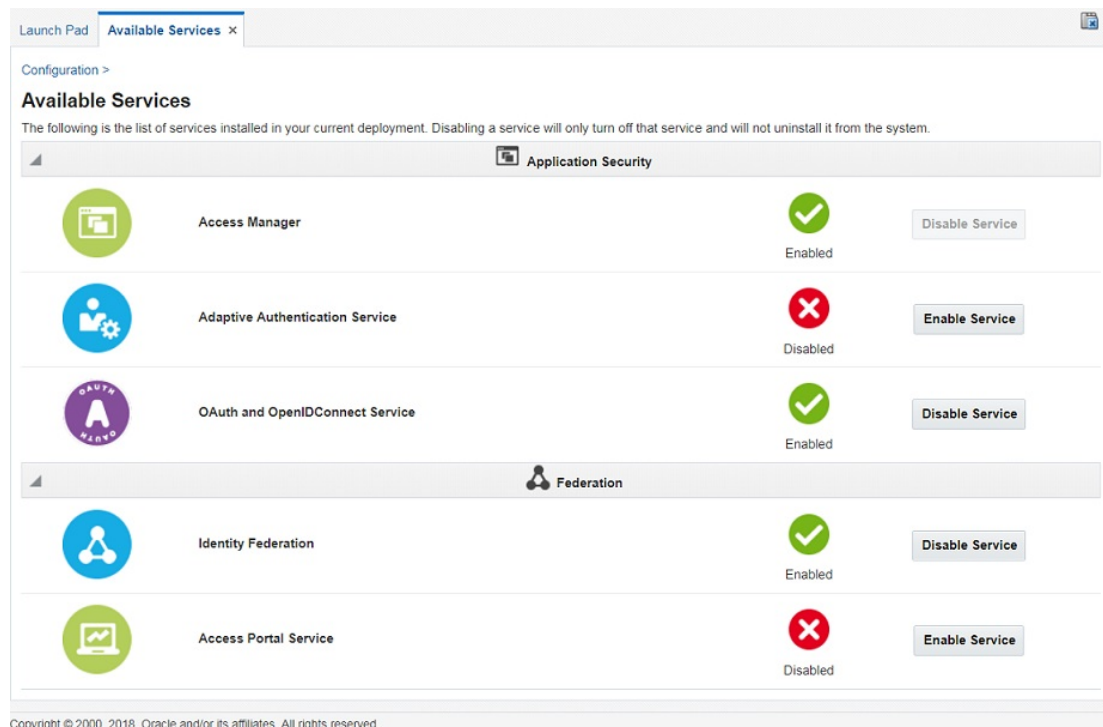 Launch Pad
Available Services ×
Configuration >
Available Services
The following is the list of services installed in your current deployment. Disabling a service will only turn off that service and will not uninstall it from the system.
Application Security
Access Manager
Enabled
Disable Service
Adaptive Authentication Service
Disabled
Enable Service
OAUTH
A
OAUTH
OAuth and OpenIDConnect Service
Enabled
Disable Service
Federation
Identity Federation
Enabled
Disable Service
Access Portal Service
Disabled
Enable Service
Copyright © 2000, 2018, Oracle and/or its affiliates. All rights reserved.